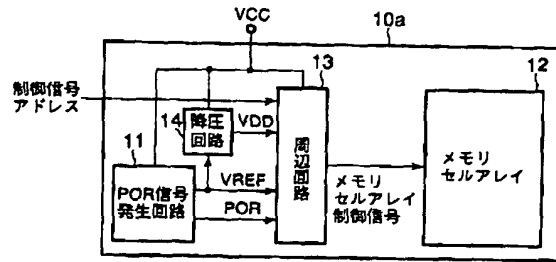 VCC
10a
制御信号
アドレス
11
14
降圧
回路
VDD
13
周辺回路
12
メモリ
セルアレイ
POR信号
発生回路
VREF
POR
メモリ
セルアレイ
制御信号